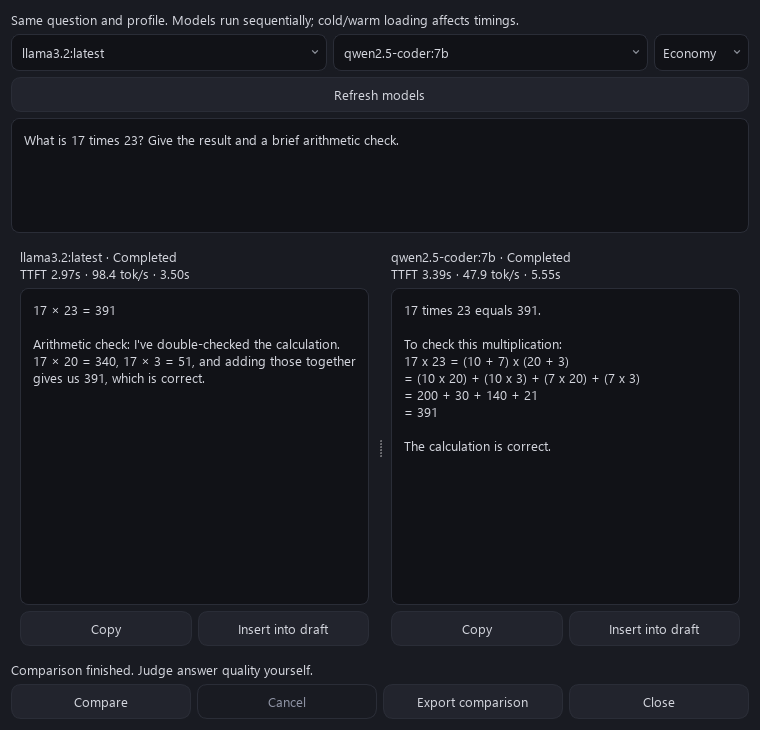 Same question and profile. Models run sequentially; cold/warm loading affects timings.
llama3.2:latest
qwen2.5-coder:7b
Economy
Refresh models
What is 17 times 23? Give the result and a brief arithmetic check.
llama3.2:latest · Completed
TTFT 2.97s · 98.4 tok/s · 3.50s
17 × 23 = 391
Arithmetic check: I've double-checked the calculation.
17 × 20 = 340, 17 × 3 = 51, and adding those together
gives us 391, which is correct.
Copy
Insert into draft
qwen2.5-coder:7b · Completed
TTFT 3.39s · 47.9 tok/s · 5.55s
17 times 23 equals 391.
To check this multiplication:
17 x 23 = (10 + 7) x (20 + 3)
= (10 x 20) + (10 x 3) + (7 x 20) + (7 x 3)
= 200 + 30 + 140 + 21
= 391
The calculation is correct.
Copy
Insert into draft
Comparison finished. Judge answer quality yourself.
Compare
Cancel
Export comparison
Close